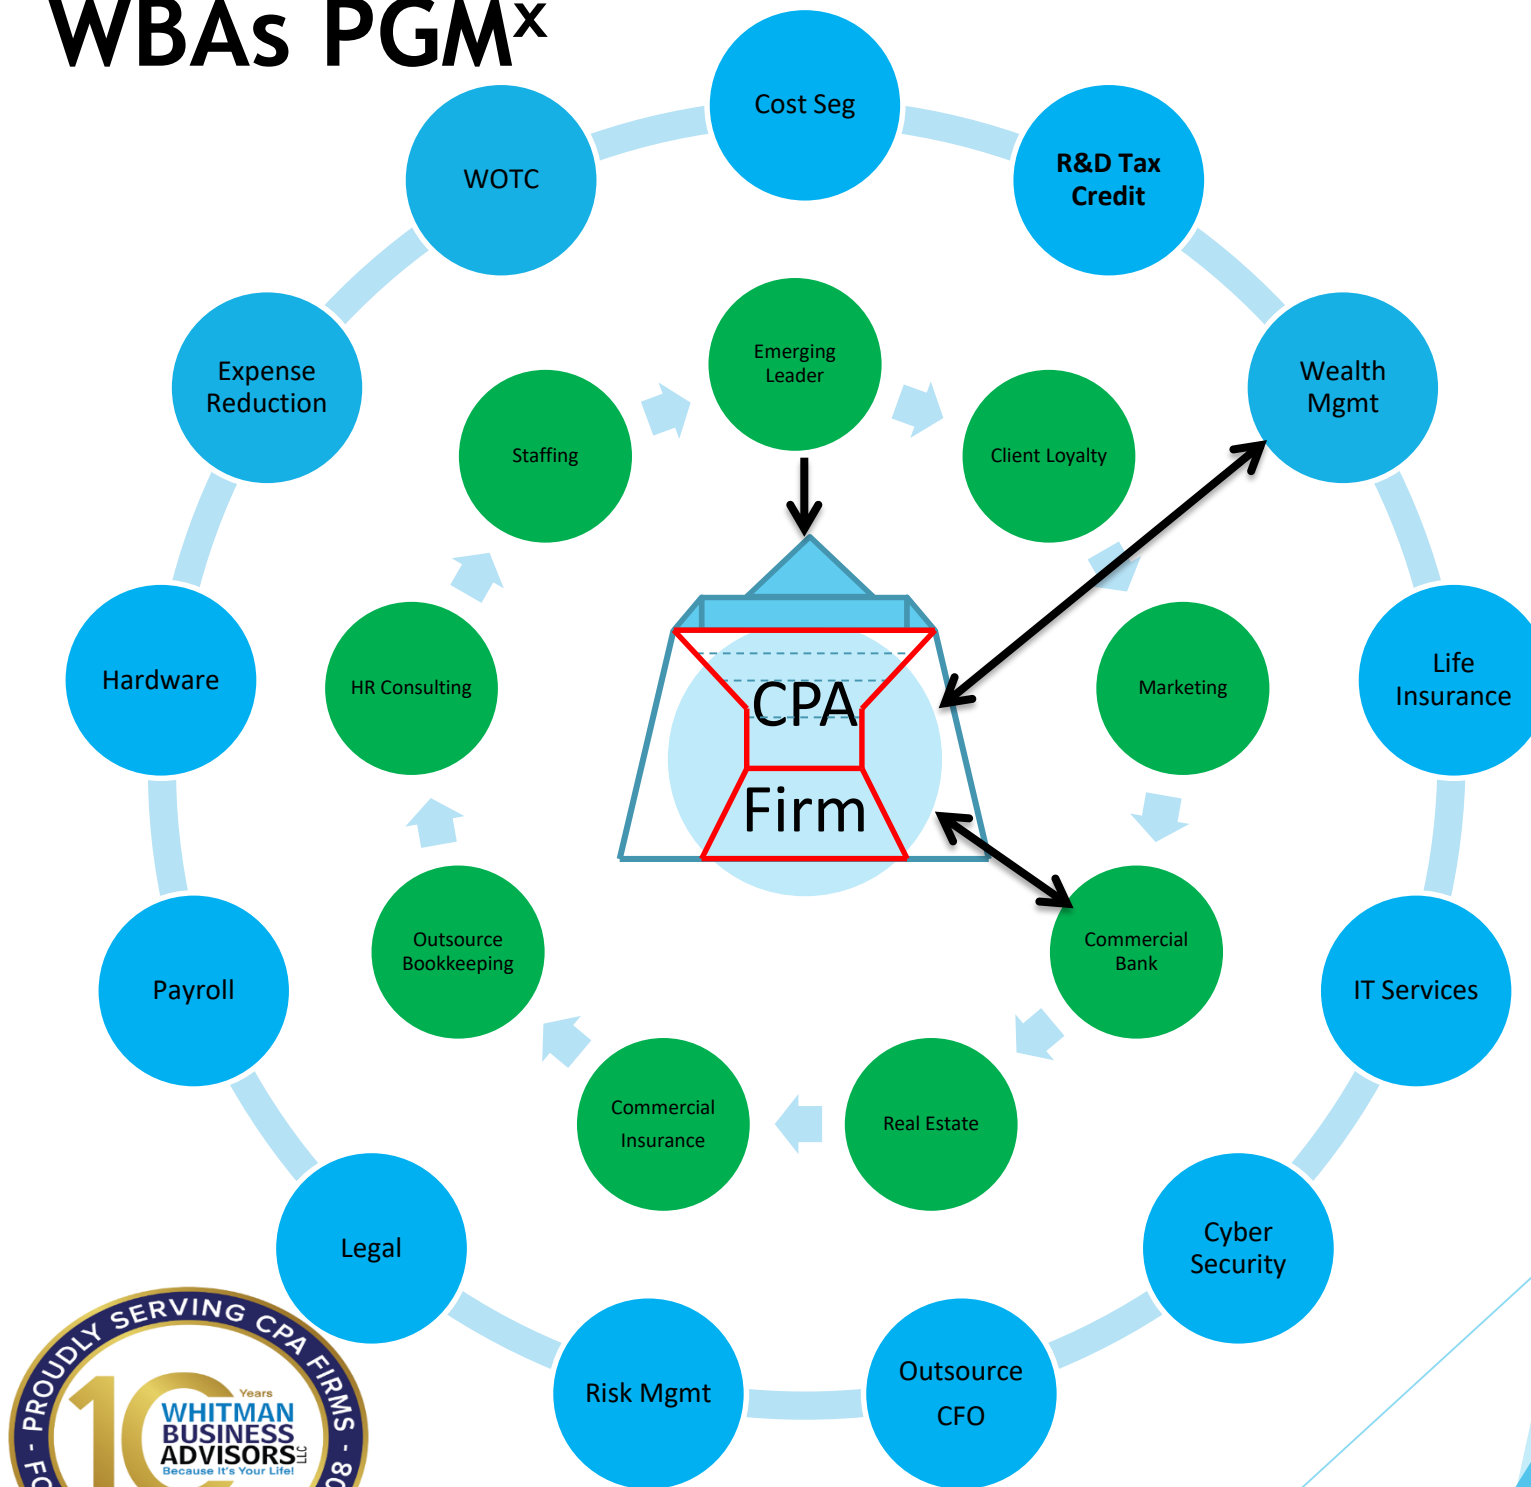 WBAs PGMˣ
Cost Seg
R&D Tax
Credit
Wealth
Mgmt
Life
Insurance
IT Services
Cyber
Security
Outsource
CFO
Risk Mgmt
Legal
Payroll
Hardware
Expense
Reduction
WOTC
Emerging
Leader
Client Loyalty
Marketing
Commercial
Bank
Real Estate
Commercial
Insurance
Outsource
Bookkeeping
HR Consulting
Staffing
CPA
Firm
PROUDLY SERVING CPA FIRMS
10 Years
WHITMAN
BUSINESS
ADVISORS LLC
Because It's Your Life!